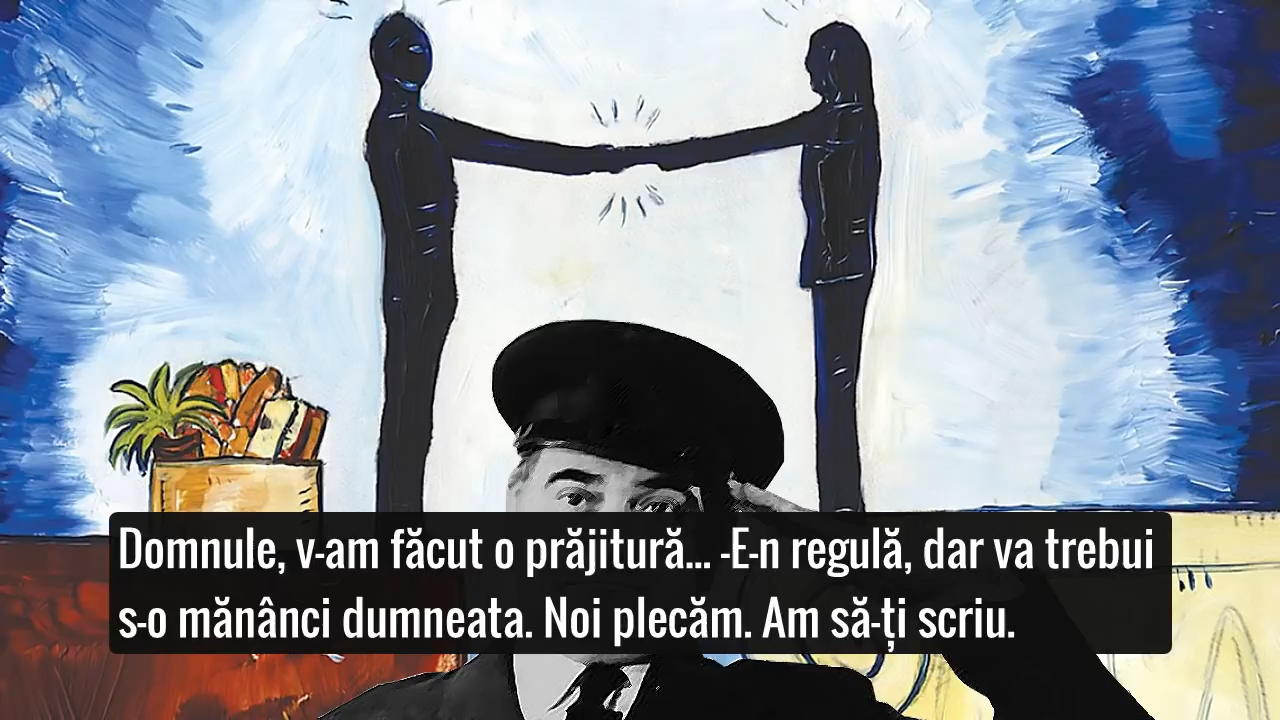 Domnule, v-am făcut o prăjitură... -E-n regulă, dar va trebui
s-o mănânci dumneata. Noi plecăm. Am să-ți scriu.